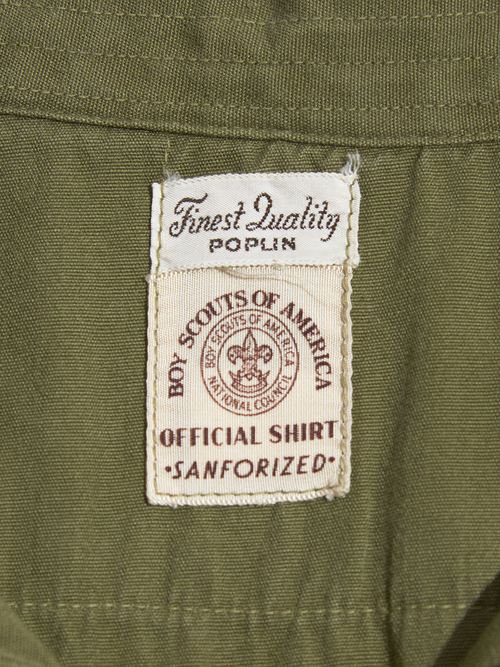 Finest Quality
POPLIN
BOY SCOUTS OF AMERICA
BOY SCOUTS OF AMERICA
NATIONAL COUNCIL
OFFICIAL SHIRT
•SANFORIZED•